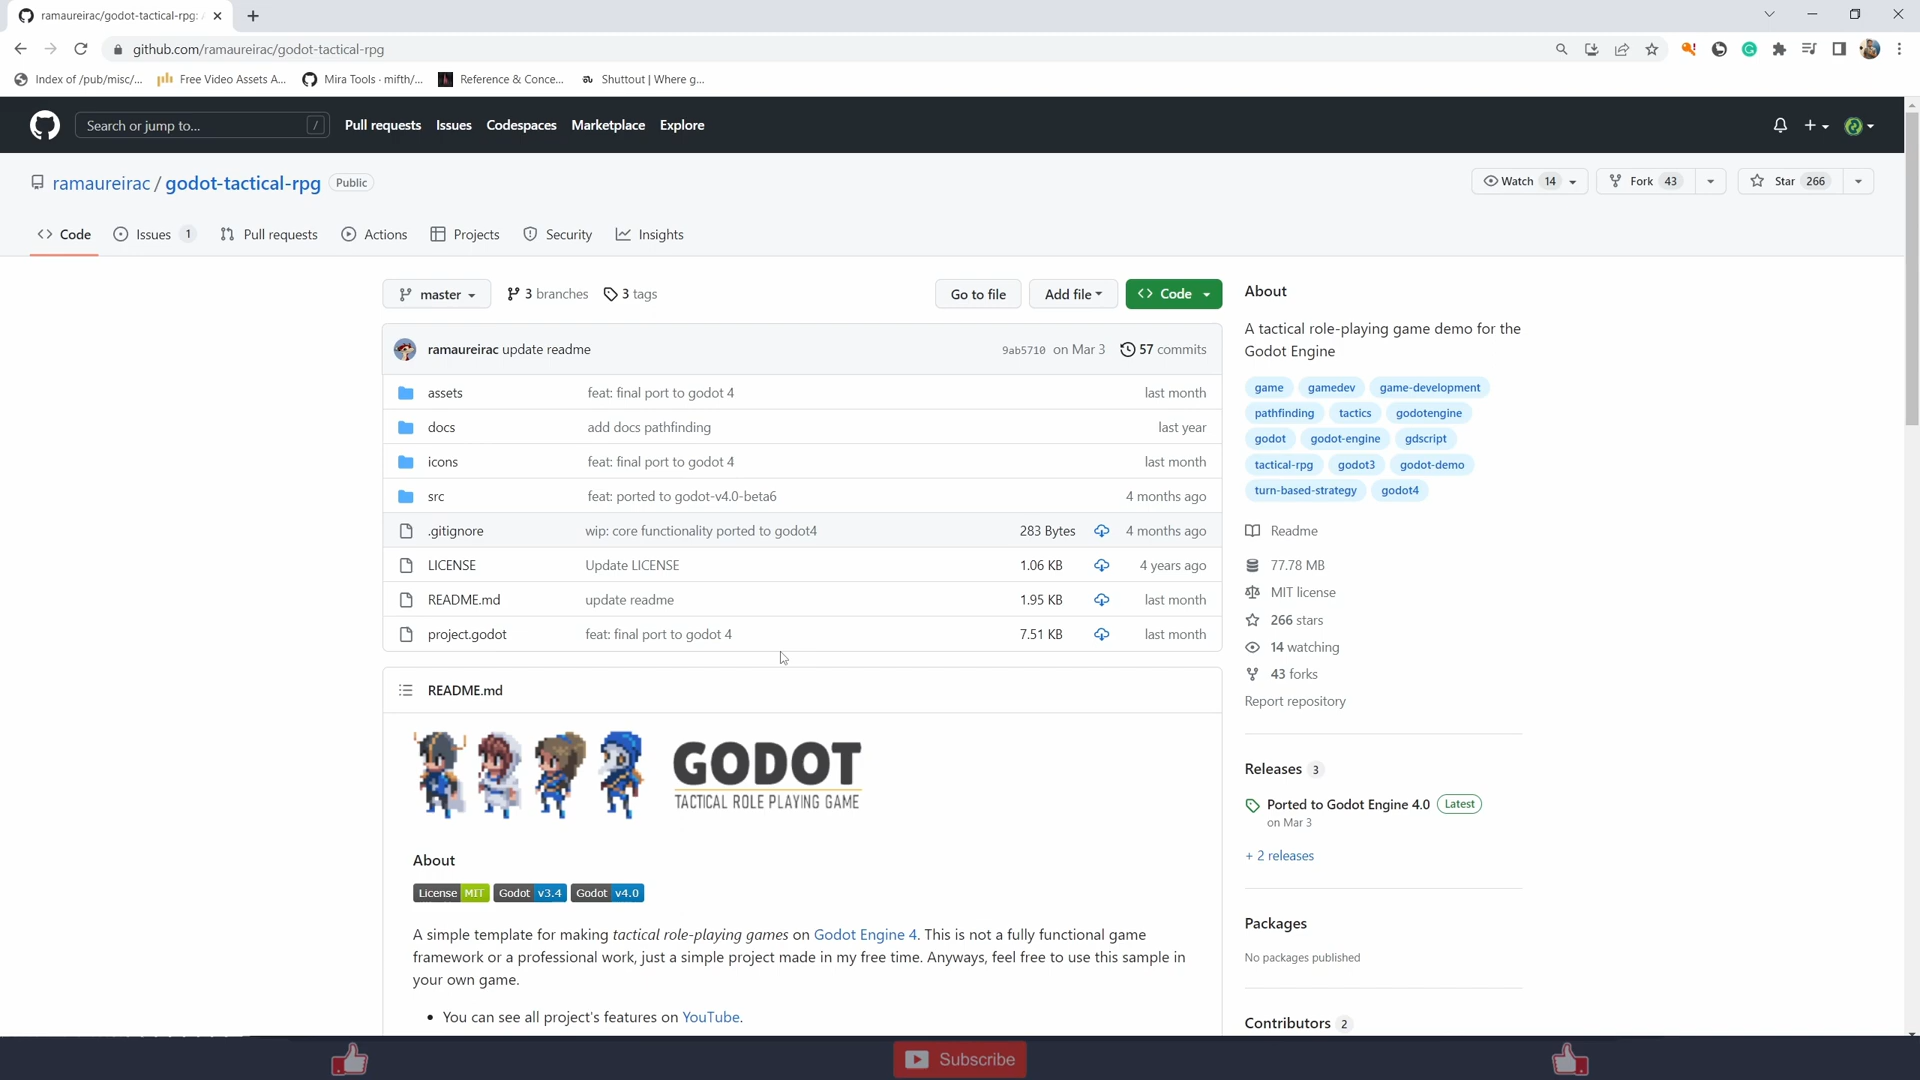 ramaureirac/godot-tactical-rpg: A
github.com/ramaureirac/godot-tactical-rpg
Index of /pub/misc/...
Free Video Assets A...
Mira Tools · mifth/...
Reference & Conce...
Shuttout | Where g...
Search or jump to... /
Pull requests Issues Codespaces Marketplace Explore
ramaureirac / godot-tactical-rpg Public
Watch 14 Fork 43 Star 266
Code Issues 1 Pull requests Actions Projects Security Insights
master 3 branches 3 tags Go to file Add file Code
ramaureirac update readme 9ab5710 on Mar 3 57 commits
assets feat: final port to godot 4 last month
docs add docs pathfinding last year
icons feat: final port to godot 4 last month
src feat: ported to godot-v4.0-beta6 4 months ago
.gitignore wip: core functionality ported to godot4 283 Bytes 4 months ago
LICENSE Update LICENSE 1.06 KB 4 years ago
README.md update readme 1.95 KB last month
project.godot feat: final port to godot 4 7.51 KB last month
README.md
GODOT
TACTICAL ROLE PLAYING GAME
About
License MIT Godot v3.4 Godot v4.0
A simple template for making tactical role-playing games on Godot Engine 4. This is not a fully functional game
framework or a professional work, just a simple project made in my free time. Anyways, feel free to use this sample in
your own game.
• You can see all project's features on YouTube.
About
A tactical role-playing game demo for the
Godot Engine
game gamedev game-development
pathfinding tactics godotengine
godot godot-engine gdscript
tactical-rpg godot3 godot-demo
turn-based-strategy godot4
Readme
77.78 MB
MIT license
266 stars
14 watching
43 forks
Report repository
Releases 3
Ported to Godot Engine 4.0 Latest
on Mar 3
+ 2 releases
Packages
No packages published
Contributors 2
Subscribe